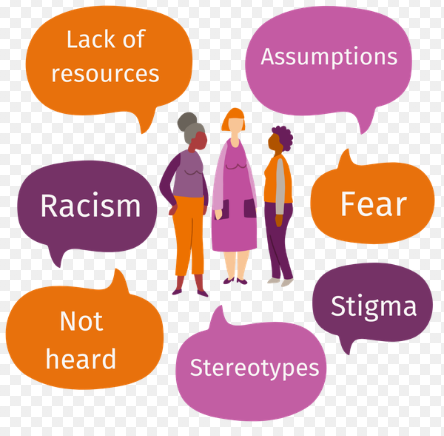 Lack of
resources
Assumptions
Racism
Fear
Not
heard
Stigma
Stereotypes